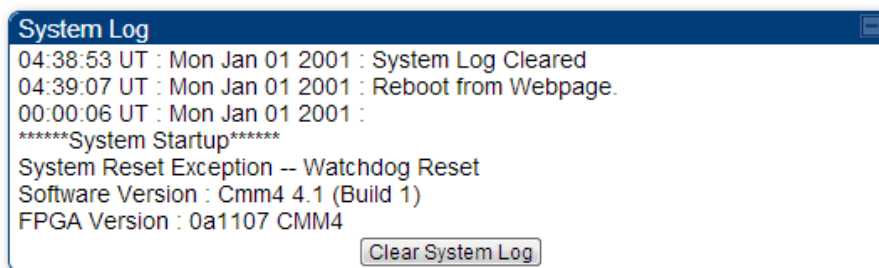 System Log
04:38:53 UT : Mon Jan 01 2001 : System Log Cleared
04:39:07 UT : Mon Jan 01 2001 : Reboot from Webpage.
00:00:06 UT : Mon Jan 01 2001 :
******System Startup******
System Reset Exception -- Watchdog Reset
Software Version : Cmm4 4.1 (Build 1)
FPGA Version : 0a1107 CMM4
Clear System Log